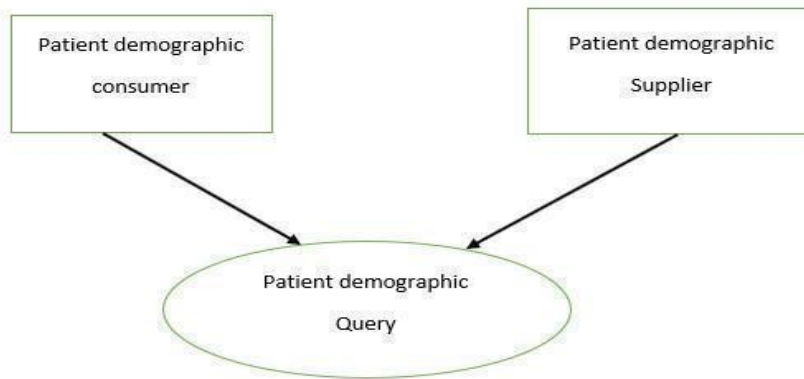 Patient demographic
consumer
Patient demographic
Supplier
Patient demographic
Query